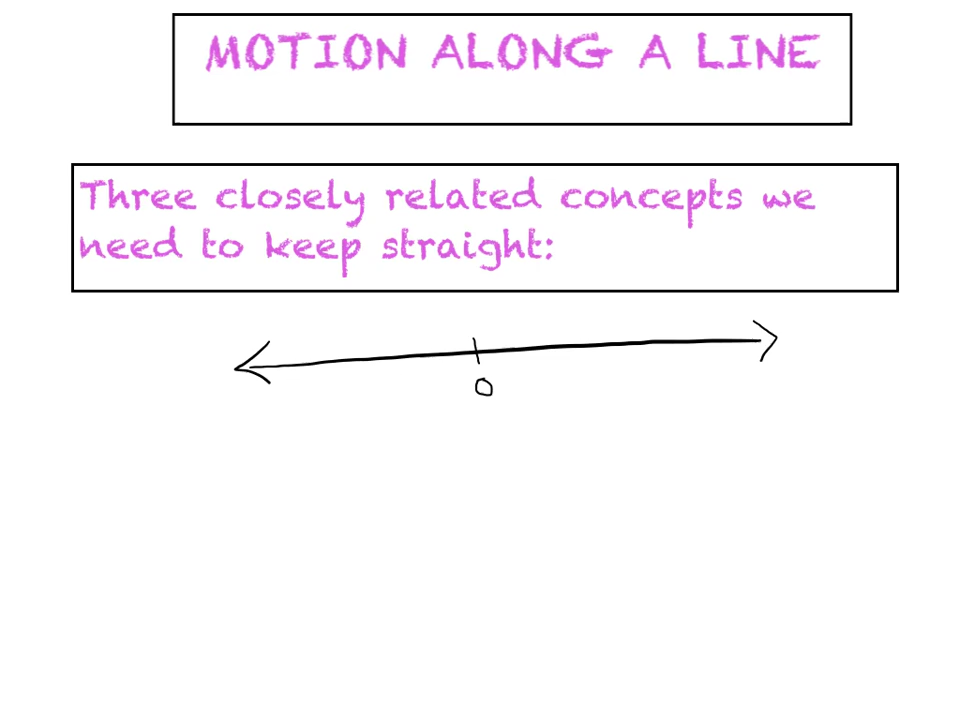 MOTION ALONG A LINE
Three closely related concepts we
need to keep straight:
0